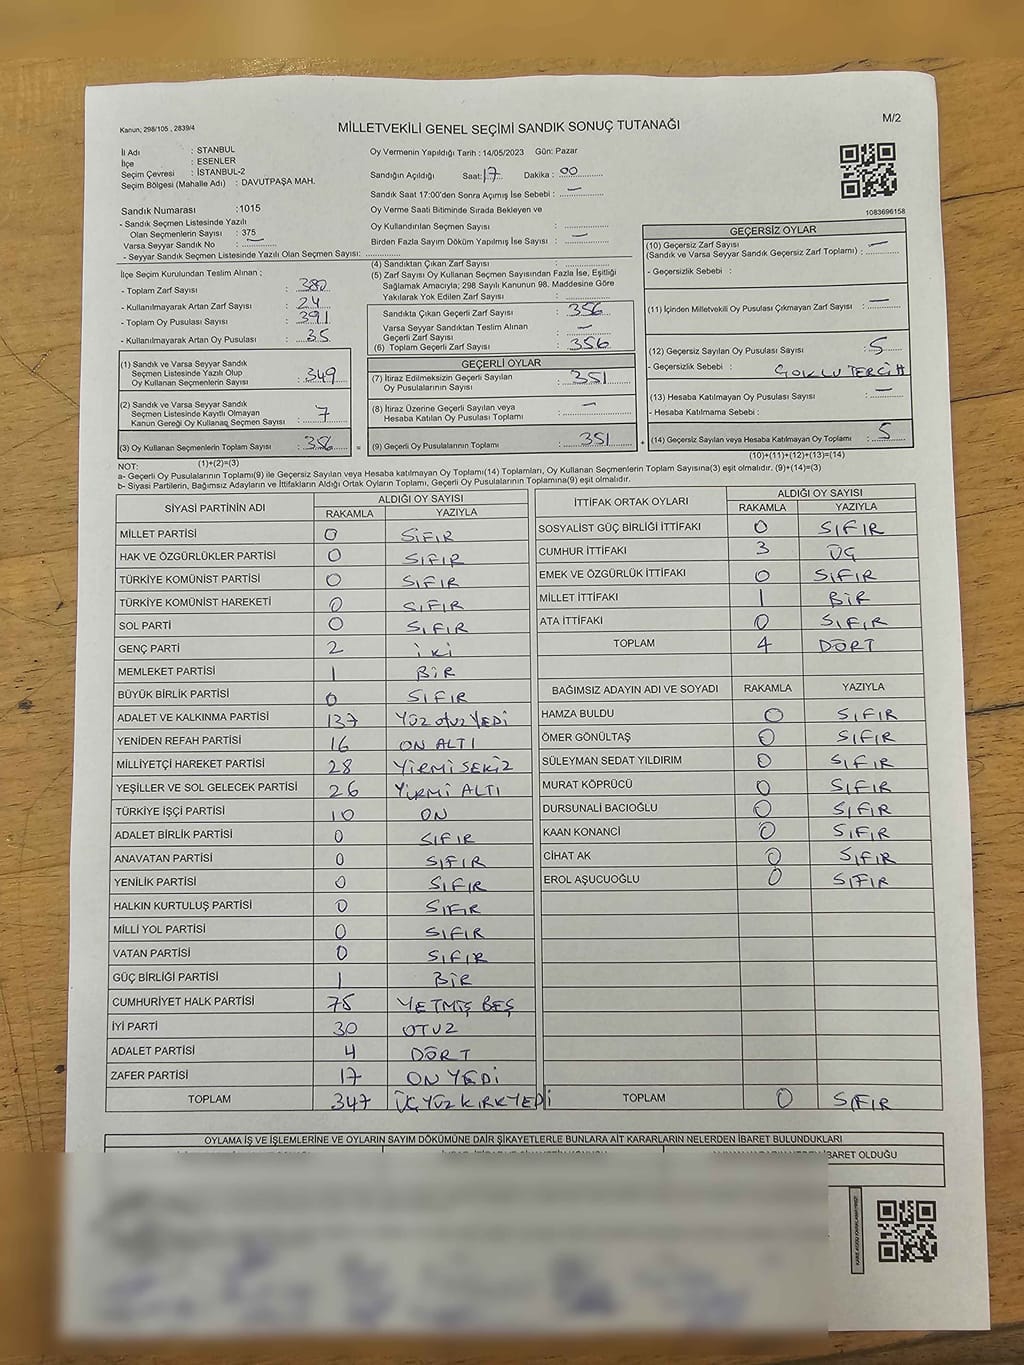 Kanun; 298/105 , 2839/4
MİLLETVEKİLİ GENEL SEÇİMİ SANDIK SONUÇ TUTANAĞI
M/2
İl Adı : STANBUL
İlçe : ESENLER
Seçim Çevresi : İSTANBUL-2
Seçim Bölgesi (Mahalle Adı) : DAVUTPAŞA MAH.
Oy Vermenin Yapıldığı Tarih : 14/05/2023 Gün: Pazar
Sandığın Açıldığı Saat: 17 Dakika : 00
Sandık Saat 17:00'den Sonra Açılmış İse Sebebi : —
Oy Verme Saati Bitiminde Sırada Bekleyen ve
Oy Kullandırılan Seçmen Sayısı :
Birden Fazla Sayım Döküm Yapılmış İse Sayısı : —
1083696158
Sandık Numarası :1015
- Sandık Seçmen Listesinde Yazılı
Olan Seçmenlerin Sayısı : 375
Varsa Seyyar Sandık No : —
- Seyyar Sandık Seçmen Listesinde Yazılı Olan Seçmen Sayısı:
İlçe Seçim Kurulundan Teslim Alınan ;
- Toplam Zarf Sayısı : 380
- Kullanılmayarak Artan Zarf Sayısı : 24
- Toplam Oy Pusulası Sayısı : 391
- Kullanılmayarak Artan Oy Pusulası : 35
(4) Sandıktan Çıkan Zarf Sayısı :
(5) Zarf Sayısı Oy Kullanan Seçmen Sayısından Fazla İse, Eşitliği
Sağlamak Amacıyla; 298 Sayılı Kanunun 98. Maddesine Göre
Yakılarak Yok Edilen Zarf Sayısı :
Sandıkta Çıkan Geçerli Zarf Sayısı : 356
Varsa Seyyar Sandıktan Teslim Alınan
Geçerli Zarf Sayısı : —
(6) Toplam Geçerli Zarf Sayısı : 356
GEÇERSİZ OYLAR
(10) Geçersiz Zarf Sayısı
(Sandık ve Varsa Seyyar Sandık Geçersiz Zarf Toplamı) : —
- Geçersizlik Sebebi :
(11) İçinden Milletvekili Oy Pusulası Çıkmayan Zarf Sayısı : —
(12) Geçersiz Sayılan Oy Pusulası Sayısı : 5
- Geçersizlik Sebebi : ÇOKLU TERCİH
(13) Hesaba Katılmayan Oy Pusulası Sayısı : —
- Hesaba Katılmama Sebebi :
(14) Geçersiz Sayılan veya Hesaba Katılmayan Oy Toplamı : 5
(10)+(11)+(12)+(13)=(14)
(1) Sandık ve Varsa Seyyar Sandık
Seçmen Listesinde Yazılı Olup
Oy Kullanan Seçmenlerin Sayısı : 349
(2) Sandık ve Varsa Seyyar Sandık
Seçmen Listesinde Kayıtlı Olmayan
Kanun Gereği Oy Kullanan Seçmen Sayısı : 7
(3) Oy Kullanan Seçmenlerin Toplam Sayısı : 356 =
(1)+(2)=(3)
GEÇERLİ OYLAR
(7) İtiraz Edilmeksizin Geçerli Sayılan
Oy Pusulalarının Sayısı : 351
(8) İtiraz Üzerine Geçerli Sayılan veya
Hesaba Katılan Oy Pusulası Toplamı : —
(9) Geçerli Oy Pusulalarının Toplamı : 351 +
NOT:
a- Geçerli Oy Pusulalarının Toplamı(9) ile Geçersiz Sayılan veya Hesaba katılmayan Oy Toplamı(14) Toplamları, Oy Kullanan Seçmenlerin Toplam Sayısına(3) eşit olmalıdır. (9)+(14)=(3)
b- Siyasi Partilerin, Bağımsız Adayların ve İttifakların Aldığı Ortak Oyların Toplamı, Geçerli Oy Pusulalarının Toplamına(9) eşit olmalıdır.
SİYASİ PARTİNİN ADI ALDIĞI OY SAYISI
RAKAMLA YAZIYLA
MİLLET PARTİSİ 0 SIFIR
HAK VE ÖZGÜRLÜKLER PARTİSİ 0 SIFIR
TÜRKİYE KOMÜNİST PARTİSİ 0 SIFIR
TÜRKİYE KOMÜNİST HAREKETİ 0 SIFIR
SOL PARTİ 0 SIFIR
GENÇ PARTİ 2 İKİ
MEMLEKET PARTİSİ 1 BİR
BÜYÜK BİRLİK PARTİSİ 0 SIFIR
ADALET VE KALKINMA PARTİSİ 137 YÜZ OTUZ YEDİ
YENİDEN REFAH PARTİSİ 16 ON ALTI
MİLLİYETÇİ HAREKET PARTİSİ 28 YİRMİ SEKİZ
YEŞİLLER VE SOL GELECEK PARTİSİ 26 YİRMİ ALTI
TÜRKİYE İŞÇİ PARTİSİ 10 ON
ADALET BİRLİK PARTİSİ 0 SIFIR
ANAVATAN PARTİSİ 0 SIFIR
YENİLİK PARTİSİ 0 SIFIR
HALKIN KURTULUŞ PARTİSİ 0 SIFIR
MİLLİ YOL PARTİSİ 0 SIFIR
VATAN PARTİSİ 0 SIFIR
GÜÇ BİRLİĞİ PARTİSİ 1 BİR
CUMHURİYET HALK PARTİSİ 75 YETMİŞ BEŞ
İYİ PARTİ 30 OTUZ
ADALET PARTİSİ 4 DÖRT
ZAFER PARTİSİ 17 ON YEDİ
TOPLAM 347 ÜÇ YÜZ KIRK YEDİ
İTTİFAK ORTAK OYLARI ALDIĞI OY SAYISI
RAKAMLA YAZIYLA
SOSYALİST GÜÇ BİRLİĞİ İTTİFAKI 0 SIFIR
CUMHUR İTTİFAKI 3 ÜÇ
EMEK VE ÖZGÜRLÜK İTTİFAKI 0 SIFIR
MİLLET İTTİFAKI 1 BİR
ATA İTTİFAKI 0 SIFIR
TOPLAM 4 DÖRT
BAĞIMSIZ ADAYIN ADI VE SOYADI RAKAMLA YAZIYLA
HAMZA BULDU 0 SIFIR
ÖMER GÖNÜLTAŞ 0 SIFIR
SÜLEYMAN SEDAT YILDIRIM 0 SIFIR
MURAT KÖPRÜCÜ 0 SIFIR
DURSUNALİ BACIOĞLU 0 SIFIR
KAAN KONANCİ 0 SIFIR
CİHAT AK 0 SIFIR
EROL AŞUCUOĞLU 0 SIFIR
TOPLAM 0 SIFIR
OYLAMA İŞ VE İŞLEMLERİNE VE OYLARIN SAYIM DÖKÜMÜNE DAİR ŞİKAYETLERLE BUNLARA AİT KARARLARIN NELERDEN İBARET BULUNDUKLARI
İBARET OLDUĞU